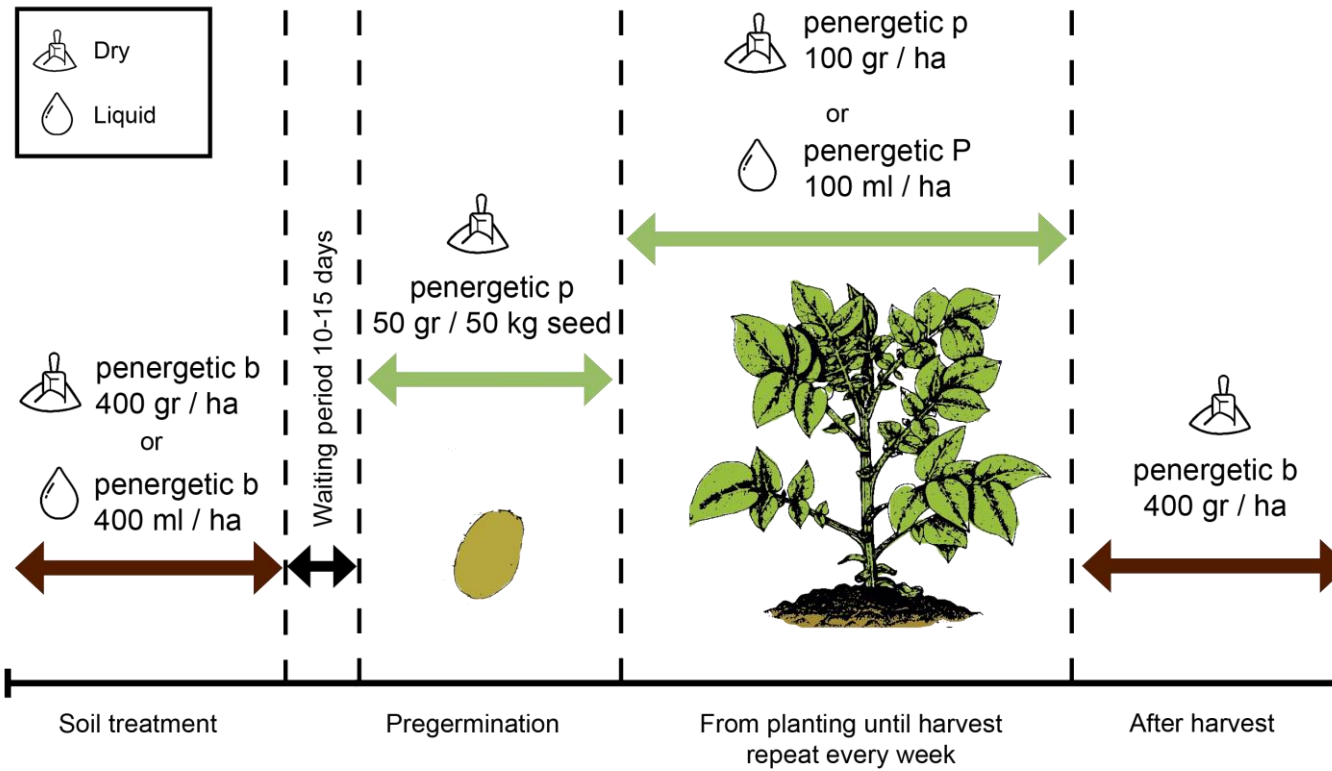 Dry
Liquid
penergetic b
400 gr / ha
or
penergetic b
400 ml / ha
Waiting period 10-15 days
penergetic p
50 gr / 50 kg seed
penergetic p
100 gr / ha
or
penergetic P
100 ml / ha
penergetic b
400 gr / ha
Soil treatment
Pregermination
From planting until harvest
repeat every week
After harvest